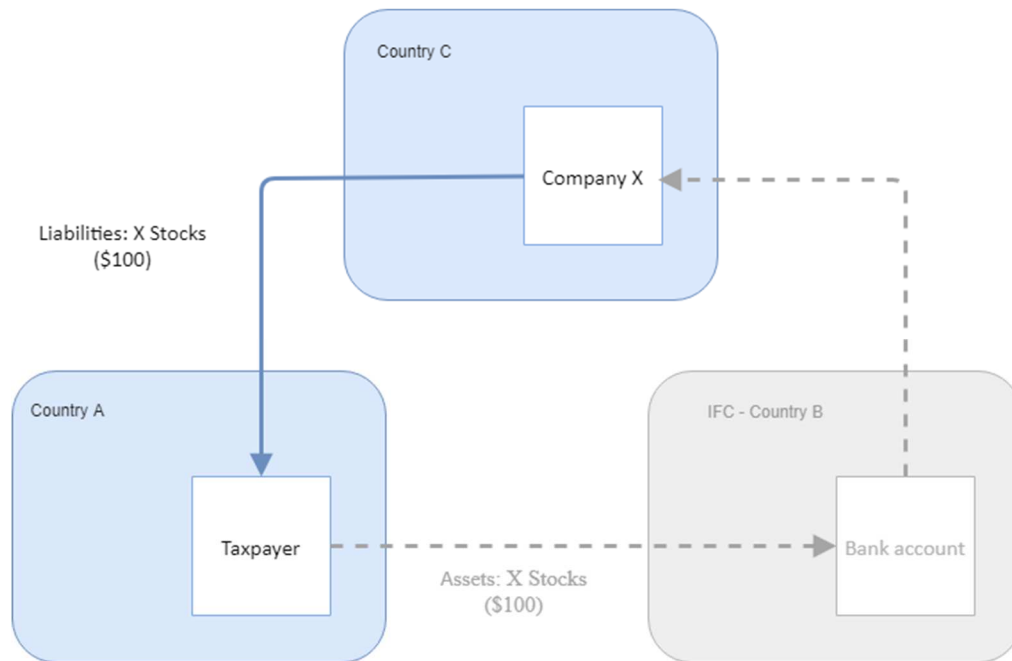 Country C
Company X
Liabilities: X Stocks
($100)
Country A
IFC - Country B
Taxpayer
Bank account
Assets: X Stocks
($100)